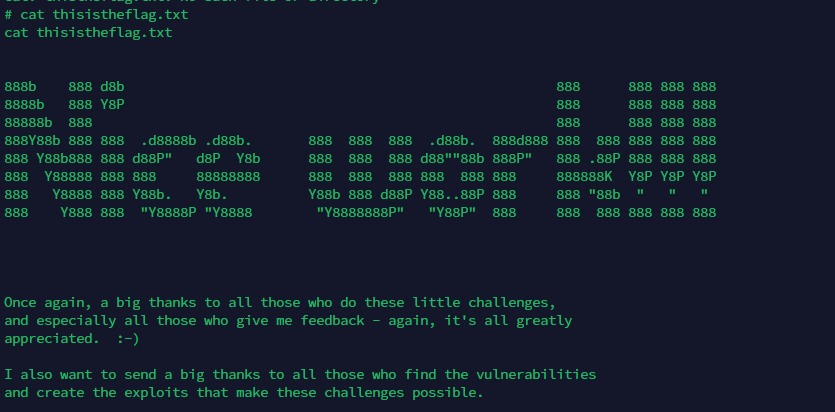 # cat thisistheflag.txt
cat thisistheflag.txt
888b    888 d8b                                                      888      888 888 888
8888b   888 Y8P                                                      888      888 888 888
88888b  888                                                          888      888 888 888
888Y88b 888 888  .d8888b .d88b.       888  888  888  .d88b.  888d888 888  888 888 888 888
888 Y88b888 888 d88P"   d8P  Y8b      888  888  888 d88""88b 888P"   888 .88P 888 888 888
888  Y88888 888 888     88888888      888  888  888 888  888 888     888888K  Y8P Y8P Y8P
888   Y8888 888 Y88b.   Y8b.          Y88b 888 d88P Y88..88P 888     888 "88b  "   "   "
888    Y888 888  "Y8888P "Y8888        "Y8888888P"   "Y88P"  888     888  888 888 888 888
Once again, a big thanks to all those who do these little challenges,
and especially all those who give me feedback - again, it's all greatly
appreciated.  :-)
I also want to send a big thanks to all those who find the vulnerabilities
and create the exploits that make these challenges possible.